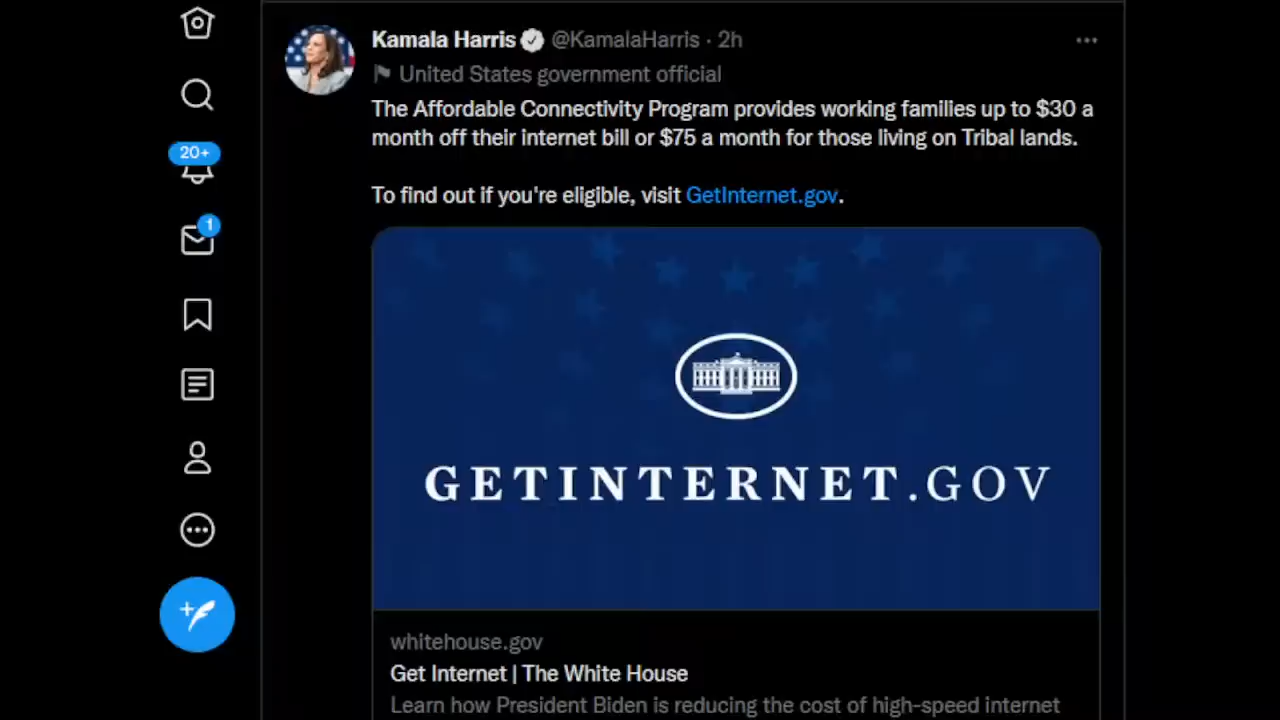 Kamala Harris @KamalaHarris · 2h
United States government official
The Affordable Connectivity Program provides working families up to $30 a
month off their internet bill or $75 a month for those living on Tribal lands.
To find out if you're eligible, visit GetInternet.gov.
20+
1
GETINTERNET.GOV
whitehouse.gov
Get Internet | The White House
Learn how President Biden is reducing the cost of high-speed internet